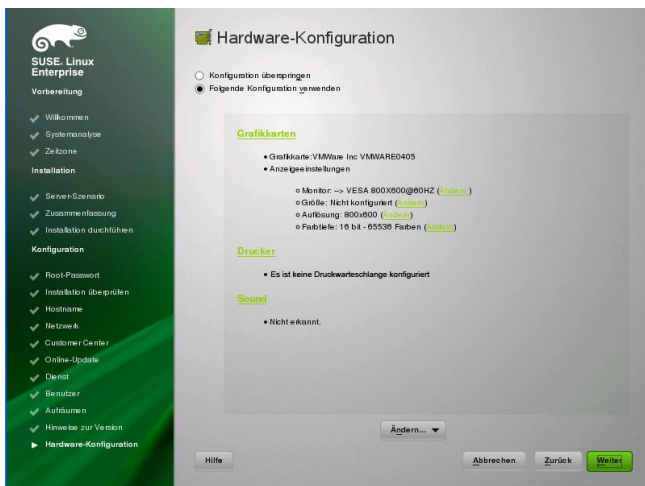 SUSE. Linux
Enterprise
Vorbereitung
Willkommen
Systemanalyse
Zeitzone
Installation
Server-Szenario
Zusammenfassung
Installation durchführen
Konfiguration
Root-Passwort
Installation überprüfen
Hostname
Netzwerk
Customer Center
Online-Update
Dienst
Benutzer
Aufräumen
Hinweise zur Version
Hardware-Konfiguration
Hardware-Konfiguration
Konfiguration überspringen
Folgende Konfiguration verwenden
Grafikkarten
• Grafikkarte:VMWare Inc VMWARE0405
• Anzeigeeinstellungen
Monitor: --> VESA 800X600@60HZ (Ändern )
Größe: Nicht konfiguriert (Ändern)
Auflösung: 800x600 (Ändern)
Farbtiefe: 16 bit - 65536 Farben (Ändern)
Drucker
• Es ist keine Druckwarteschlange konfiguriert
Sound
• Nicht erkannt.
Ändern...
Hilfe
Abbrechen
Zurück
Weiter